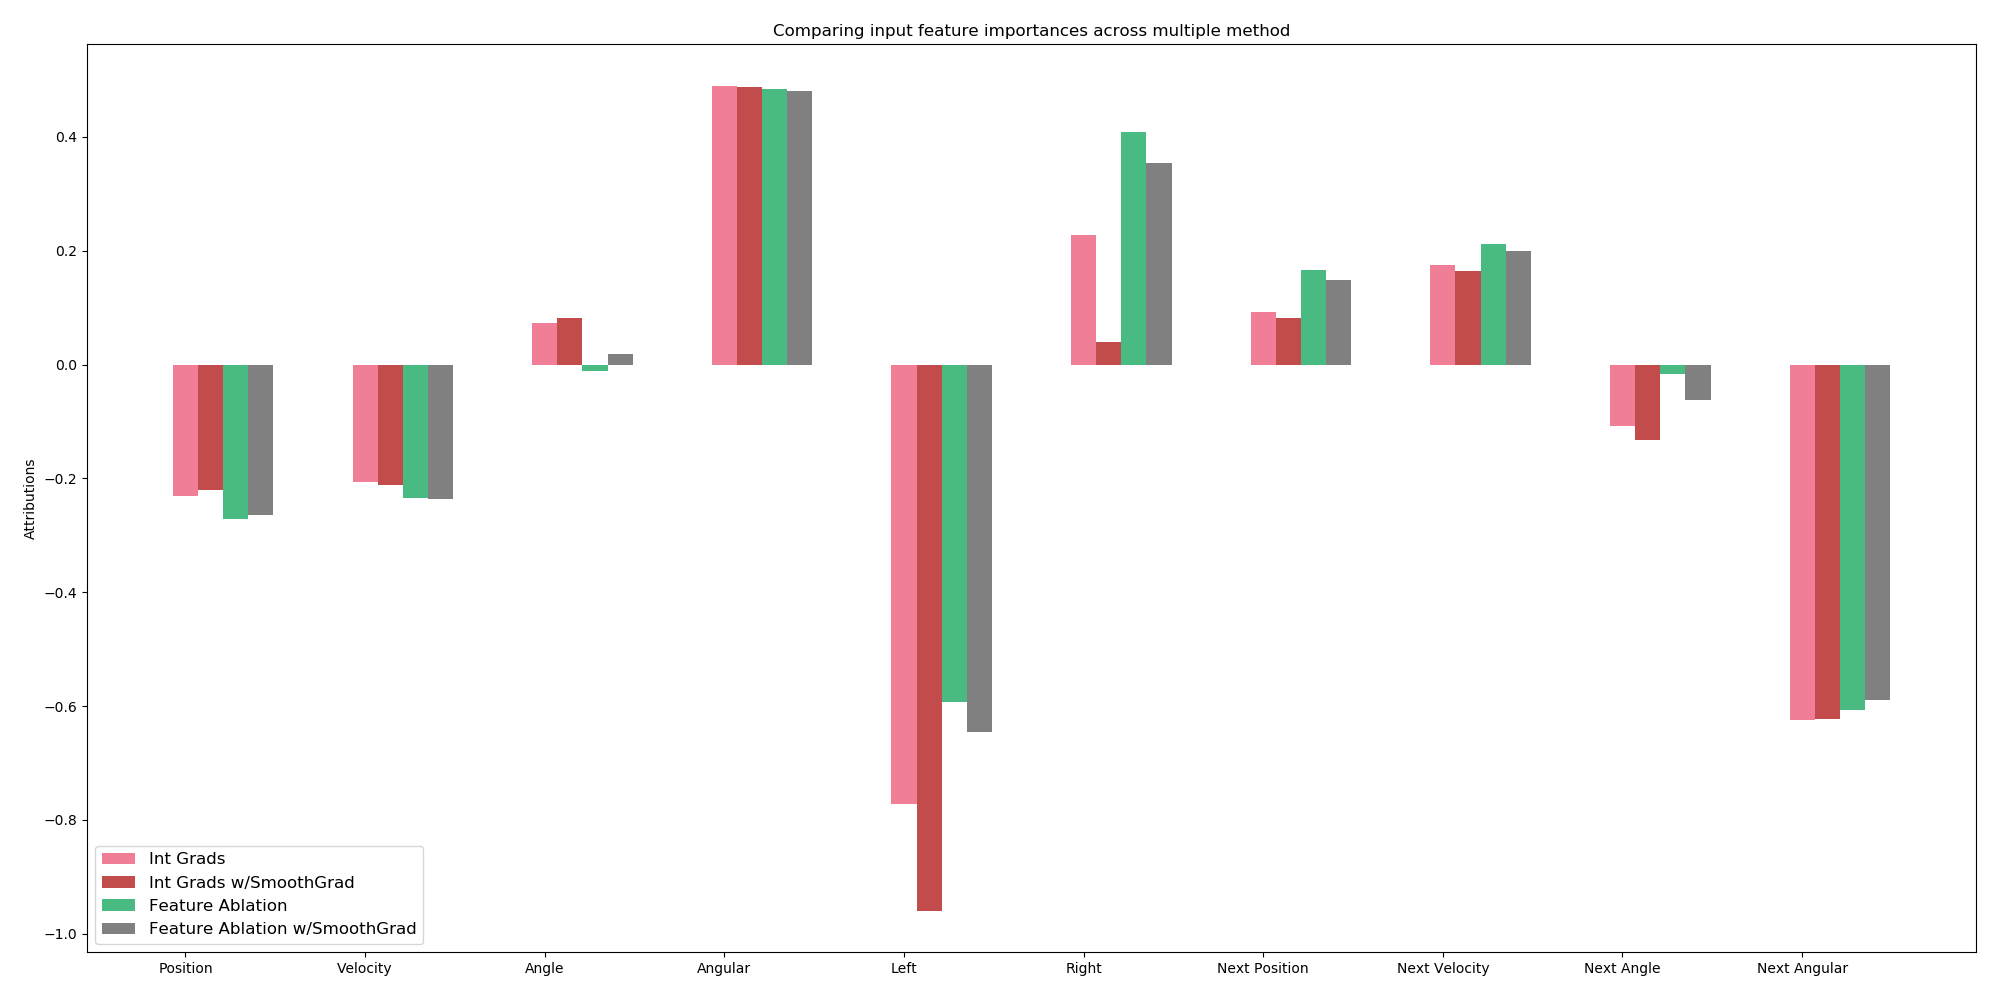 Comparing input feature importances across multiple method
0.4
0.2
0.0
−0.2
−0.4
−0.6
−0.8
−1.0
Attributions
Int Grads
Int Grads w/SmoothGrad
Feature Ablation
Feature Ablation w/SmoothGrad
Position Velocity Angle Angular Left Right Next Position Next Velocity Next Angle Next Angular